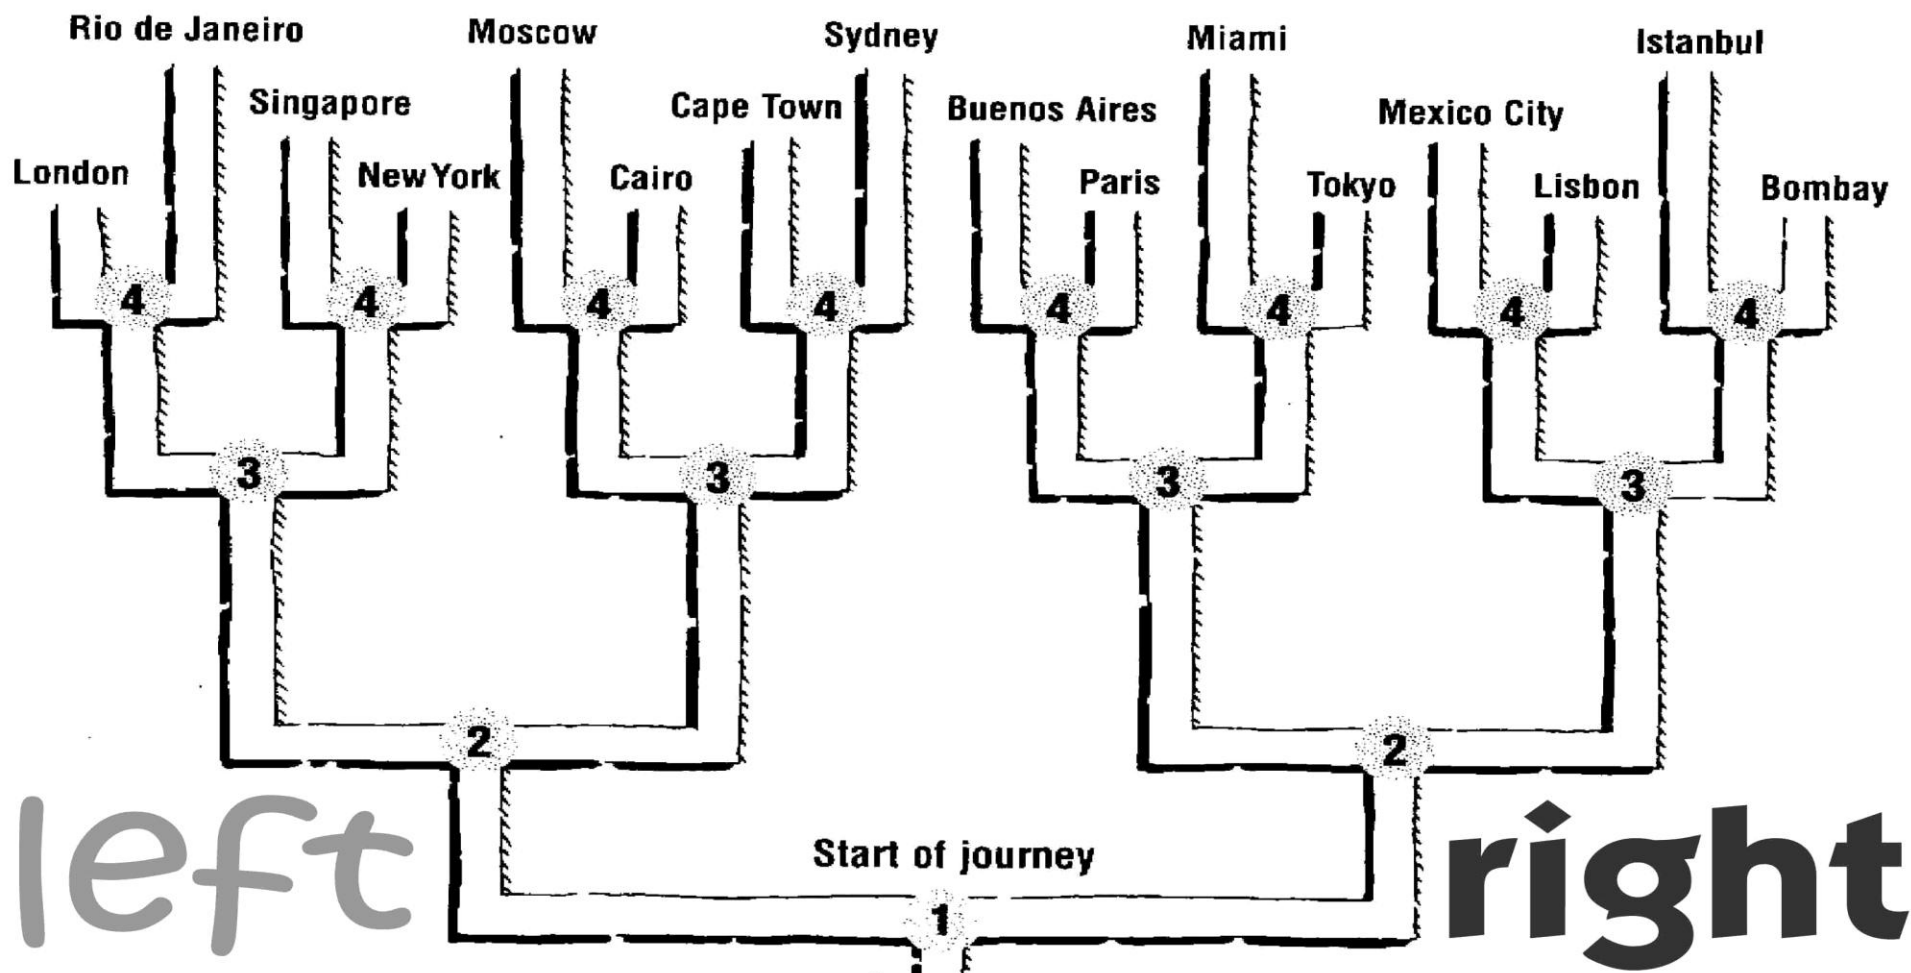 Rio de Janeiro
Moscow
Sydney
Miami
Istanbul
Singapore
Cape Town
Buenos Aires
Mexico City
London
New York
Cairo
Paris
Tokyo
Lisbon
Bombay
4
4
4
4
4
4
4
4
3
3
3
3
2
2
left
Start of journey
right
1